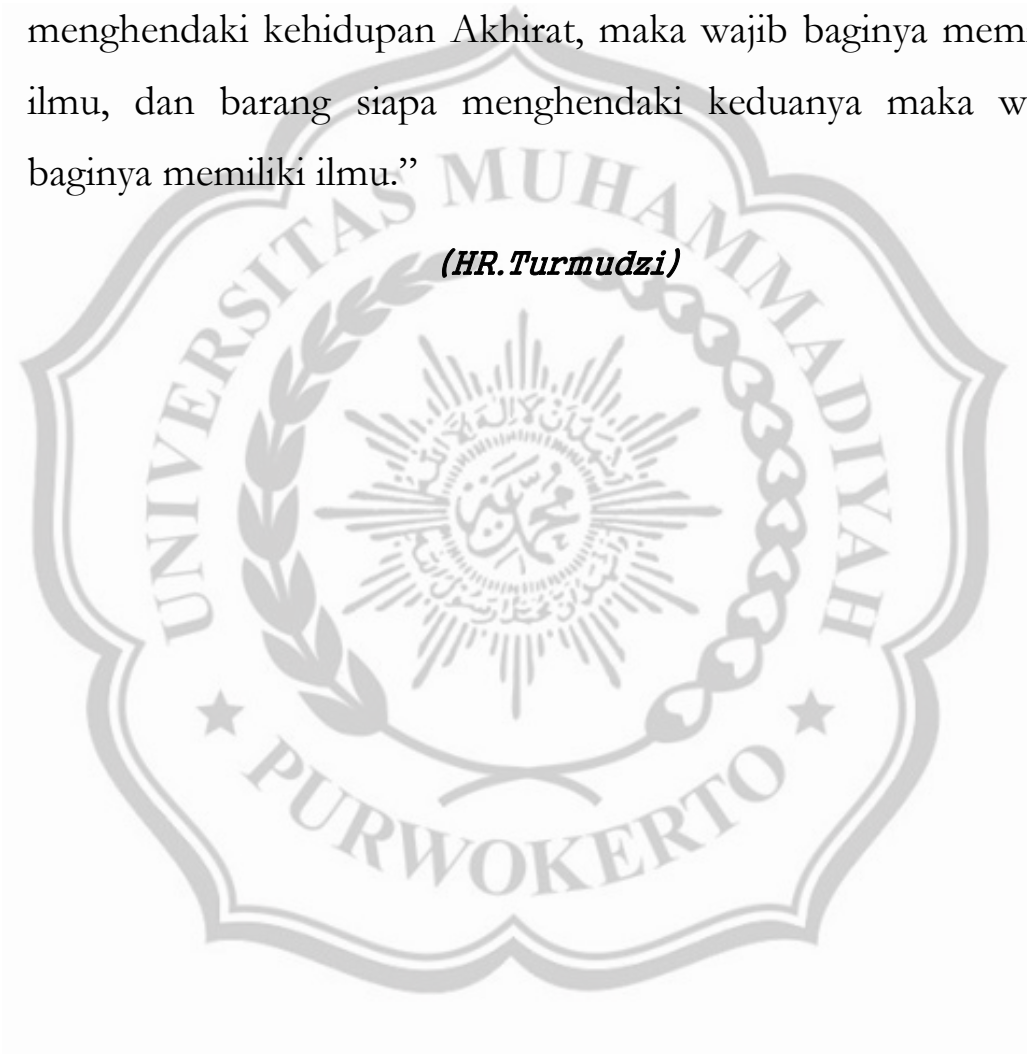 menghendaki kehidupan Akhirat, maka wajib baginya mem
ilmu, dan barang siapa menghendaki keduanya maka w
baginya memiliki ilmu.”
(HR.Turmudzi)
UNIVERSITAS MUHAMMADIYAH
PURWOKERTO